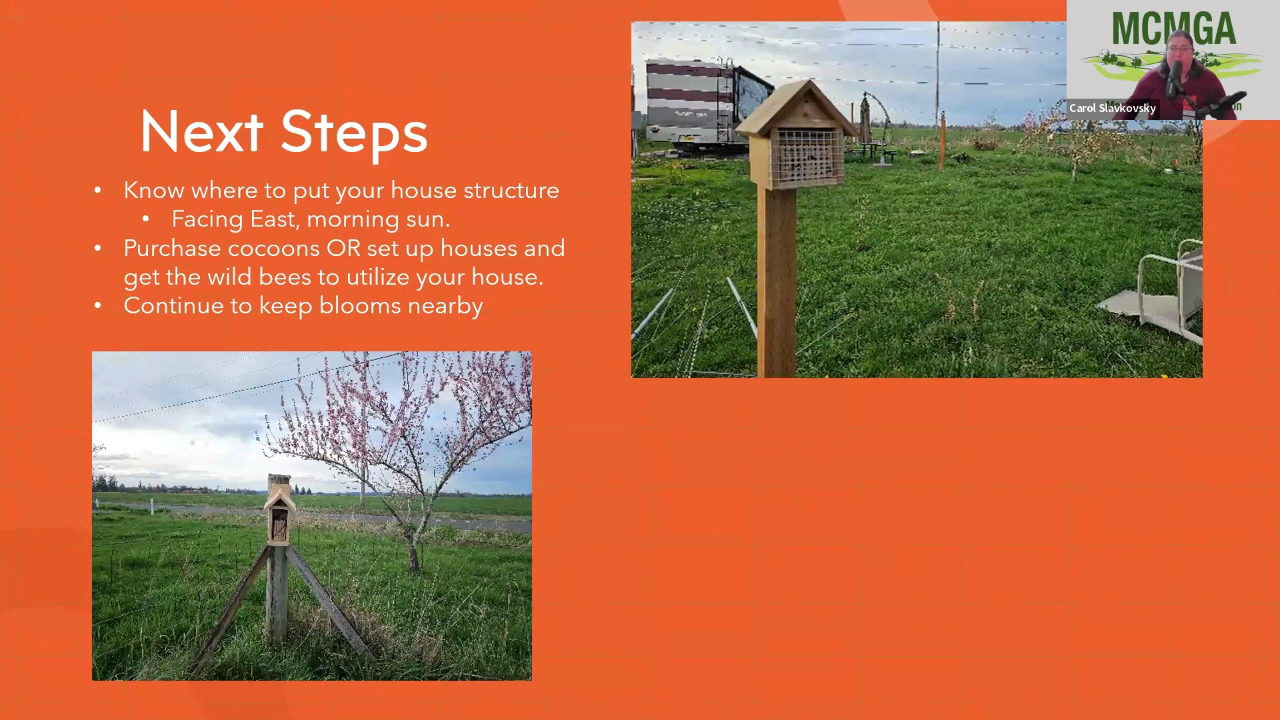 Next Steps
• Know where to put your house structure
• Facing East, morning sun.
• Purchase cocoons OR set up houses and
get the wild bees to utilize your house.
• Continue to keep blooms nearby
MCMGA
Carol Slavkovsky